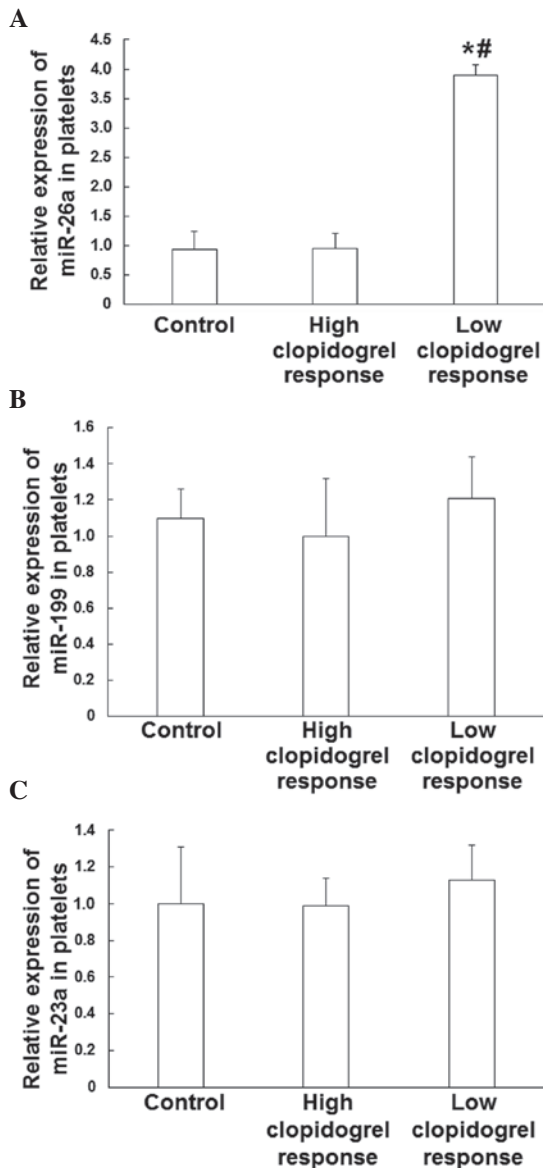 A
Relative expression of
miR-26a in platelets
4.5
4.0
3.5
3.0
2.5
2.0
1.5
1.0
0.5
0
*#
Control
High
clopidogrel
response
Low
clopidogrel
response
B
Relative expression of
miR-199 in platelets
1.6
1.4
1.2
1.0
0.8
0.6
0.4
0.2
0
Control
High
clopidogrel
response
Low
clopidogrel
response
C
Relative expression of
miR-23a in platelets
1.4
1.2
1.0
0.8
0.6
0.4
0.2
0
Control
High
clopidogrel
response
Low
clopidogrel
response